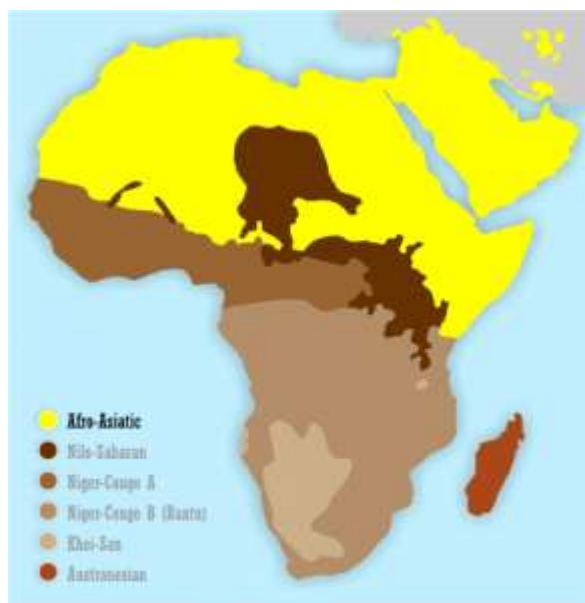 Afro-Asiatic
Nilo-Saharan
Niger-Congo A
Niger-Congo B (Bantu)
Khoi-San
Austronesian